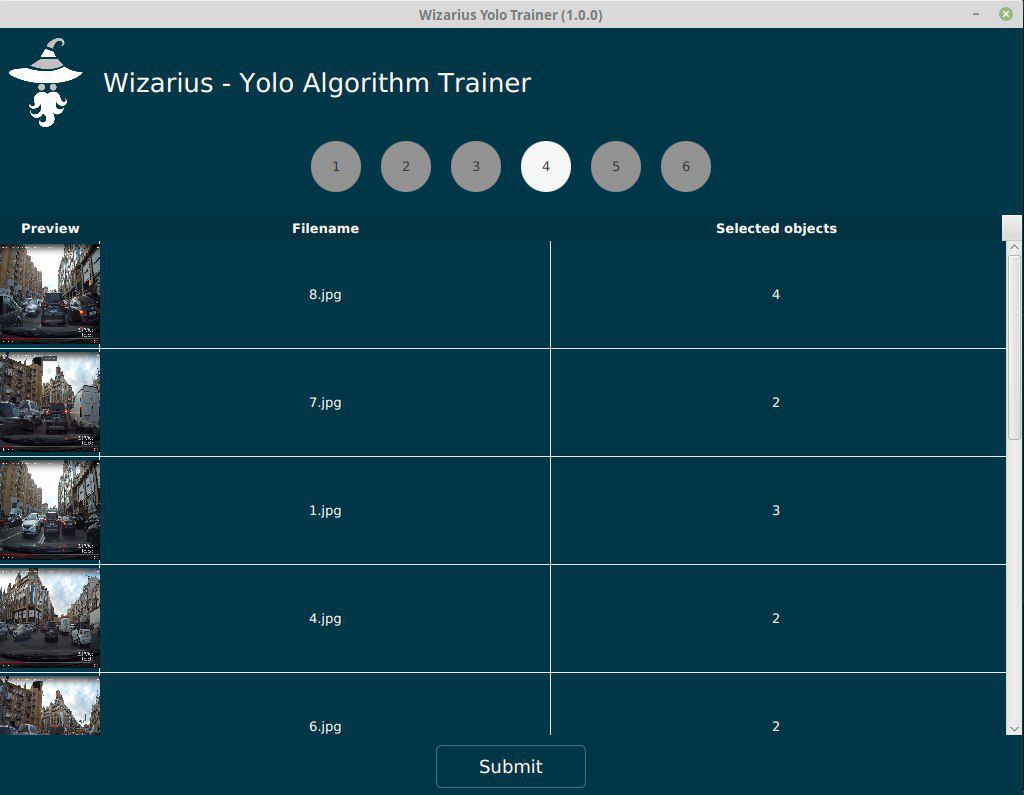 Wizarius Yolo Trainer (1.0.0)
Wizarius - Yolo Algorithm Trainer
1 2 3 4 5 6
Preview Filename Selected objects
8.jpg 4
7.jpg 2
1.jpg 3
4.jpg 2
6.jpg 2
Submit